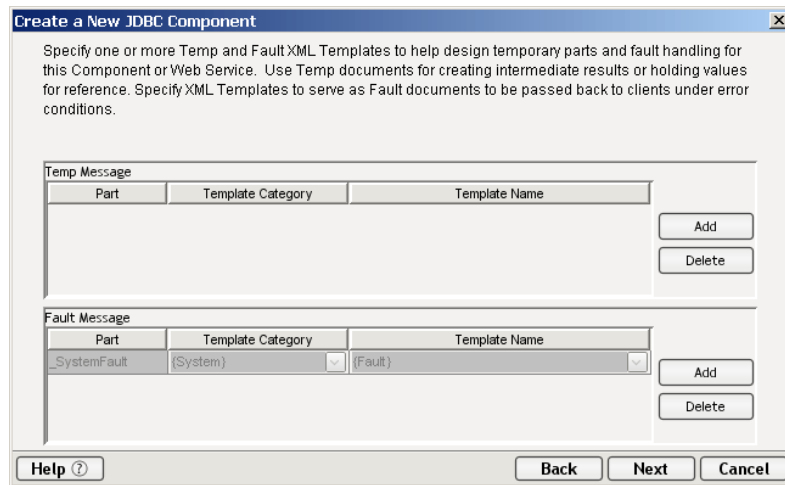 Create a New JDBC Component
Specify one or more Temp and Fault XML Templates to help design temporary parts and fault handling for
this Component or Web Service. Use Temp documents for creating intermediate results or holding values
for reference. Specify XML Templates to serve as Fault documents to be passed back to clients under error
conditions.
Temp Message
Part Template Category Template Name
Add
Delete
Fault Message
Part Template Category Template Name
_SystemFault {System} {Fault}
Add
Delete
Help ? Back Next Cancel